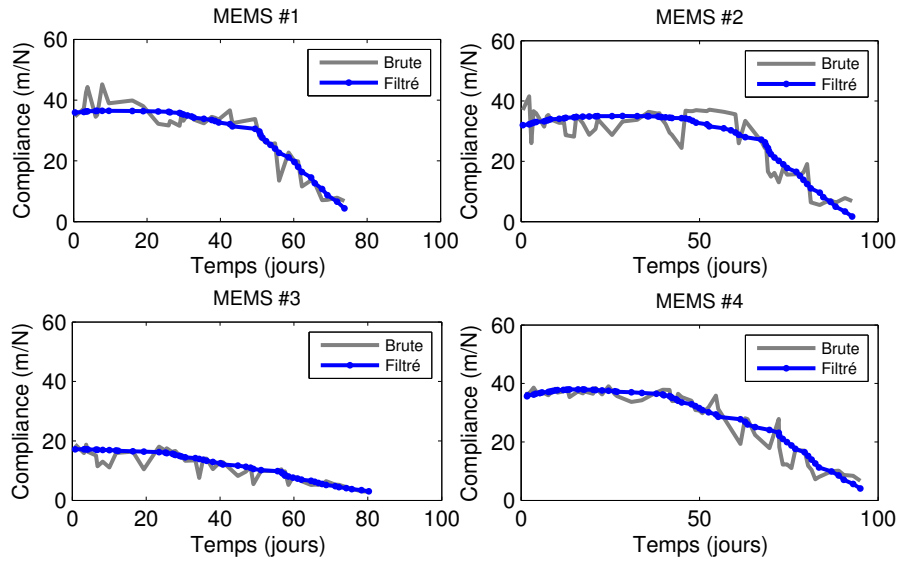 MEMS #1
60
40
20
0
Compliance (m/N)
0 20 40 60 80 100
Temps (jours)
Brute
Filtré
MEMS #2
60
40
20
0
Compliance (m/N)
0 50 100
Temps (jours)
Brute
Filtré
MEMS #3
60
40
20
0
Compliance (m/N)
0 20 40 60 80 100
Temps (jours)
Brute
Filtré
MEMS #4
60
40
20
0
Compliance (m/N)
0 50 100
Temps (jours)
Brute
Filtré